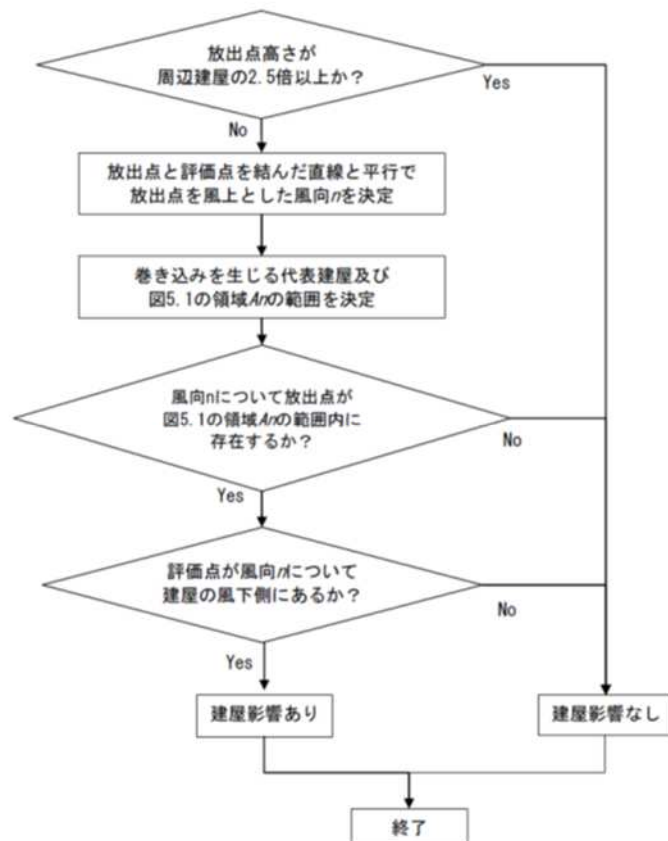 放出点高さが
周辺建屋の2.5倍以上か？
Yes
No
放出点と評価点を結んだ直線と平行で
放出点を風上とした風向nを決定
巻き込みを生じる代表建屋及び
図5.1の領域Anの範囲を決定
風向nについて放出点が
図5.1の領域Anの範囲内に
存在するか？
No
Yes
評価点が風向nについて
建屋の風下側にあるか？
No
Yes
建屋影響あり
建屋影響なし
終了